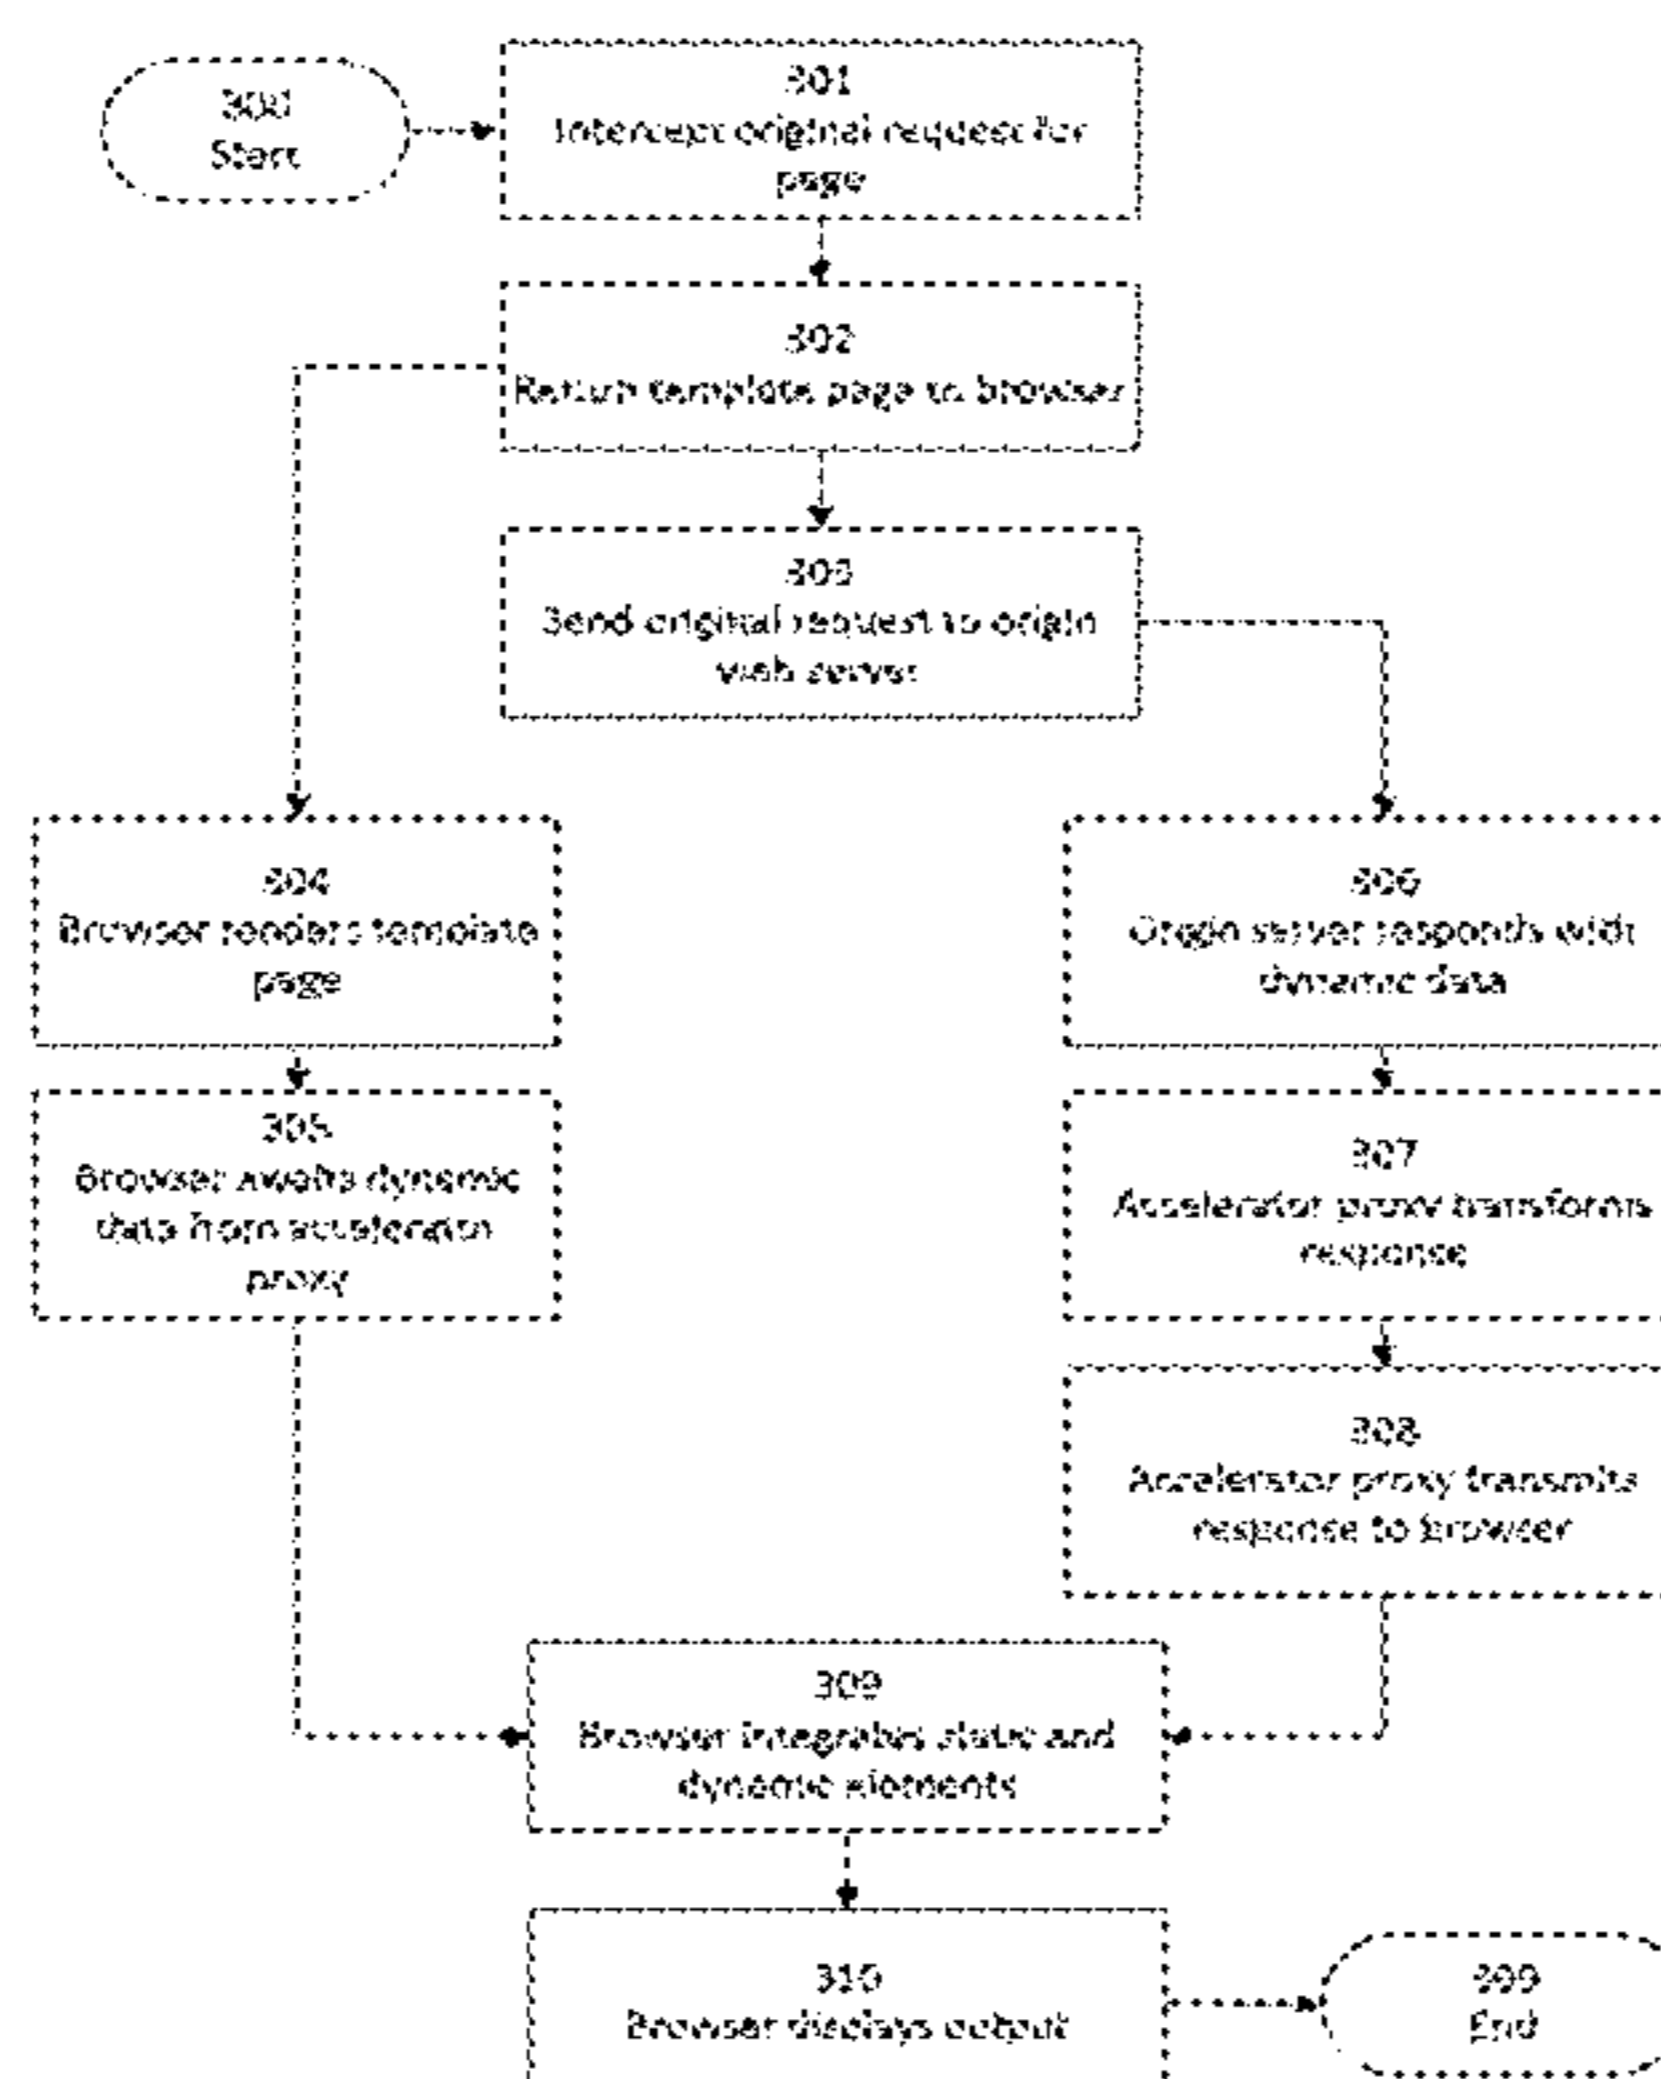 300
Start
301
Intercept original request for
page
302
Return template page to browser
303
Send original request to origin
web server
304
Browser renders template
page
305
Browser awaits dynamic
data from accelerator
proxy
306
Origin server responds with
dynamic data
307
Accelerator proxy transforms
response
308
Accelerator proxy transmits
response to browser
309
Browser integrates static and
dynamic elements
310
Browser displays output
End